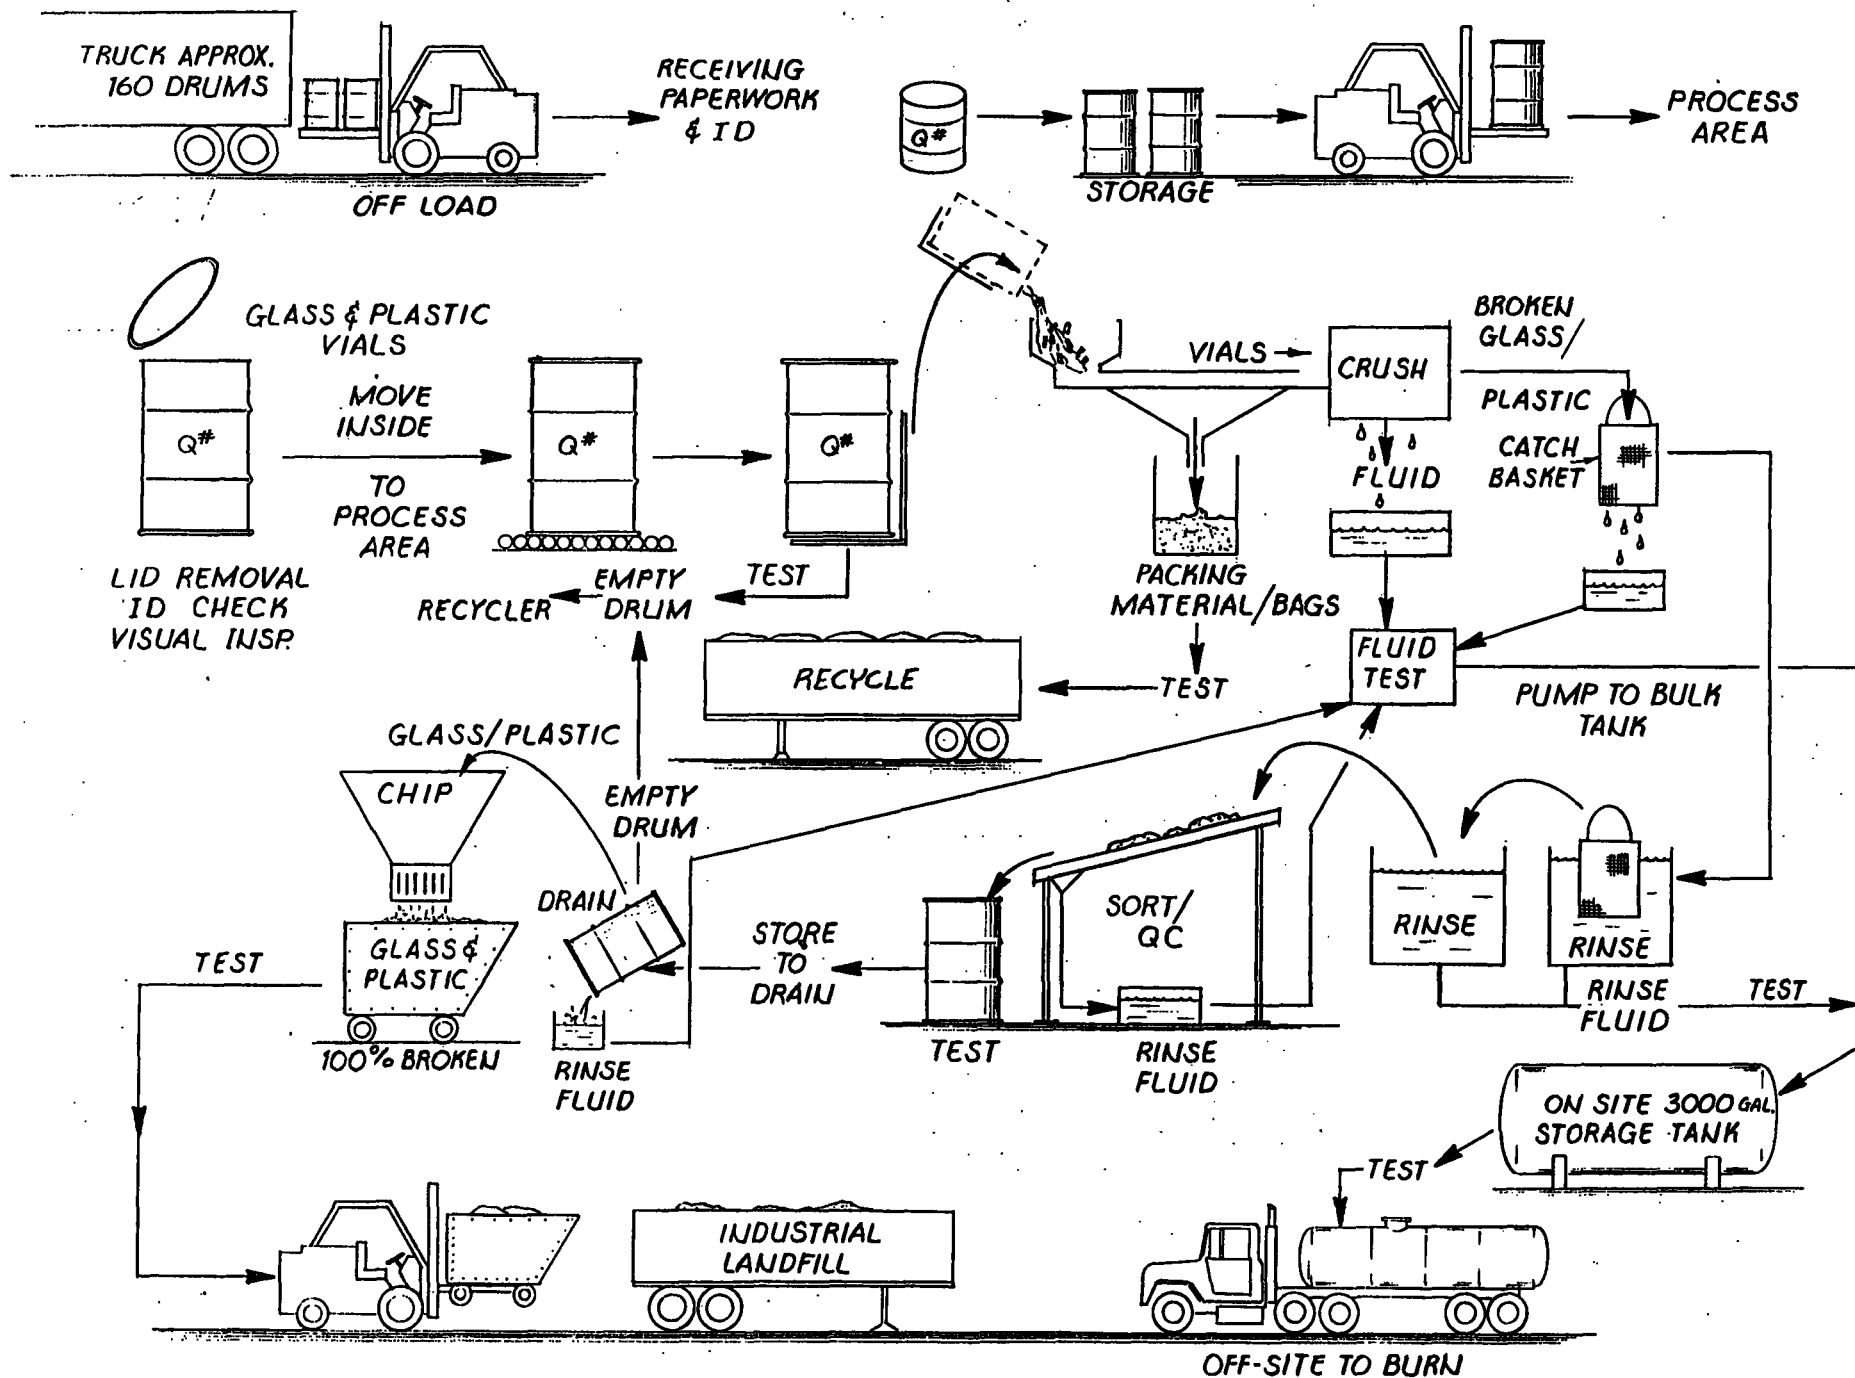 TRUCK APPROX.
160 DRUMS
OFF LOAD
RECEIVING
PAPERWORK
& ID
Q#
STORAGE
PROCESS
AREA
GLASS & PLASTIC
VIALS
Q#
MOVE
INSIDE
TO
PROCESS
AREA
LID REMOVAL
ID CHECK
VISUAL INSP.
Q#
Q#
TEST
EMPTY
DRUM
RECYCLER
VIALS
CRUSH
BROKEN
GLASS/
PLASTIC
CATCH
BASKET
FLUID
PACKING
MATERIAL/BAGS
TEST
RECYCLE
FLUID
TEST
PUMP TO BULK
TANK
GLASS/PLASTIC
CHIP
EMPTY
DRUM
DRAIN
GLASS &
PLASTIC
100% BROKEN
TEST
RINSE
FLUID
STORE
TO
DRAIN
TEST
SORT/
QC
RINSE
FLUID
RINSE
RINSE
RINSE
FLUID
TEST
ON SITE 3000 GAL.
STORAGE TANK
TEST
INDUSTRIAL
LANDFILL
OFF-SITE TO BURN